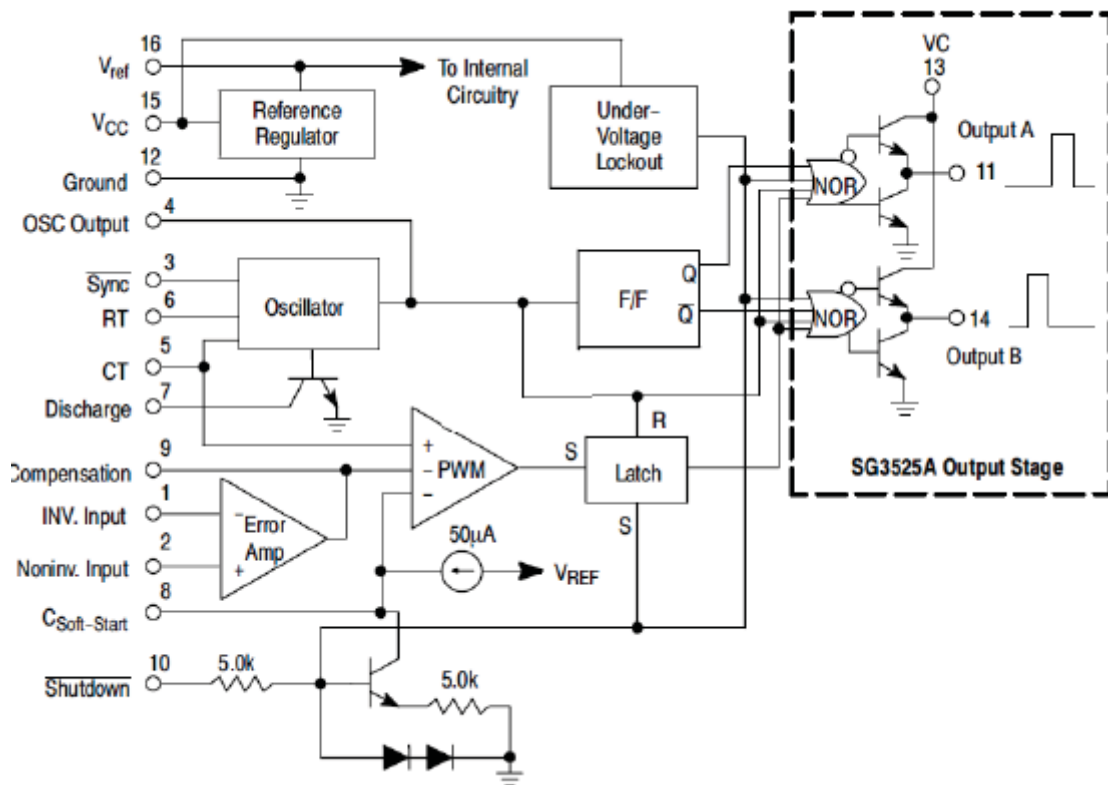 16
Vref
To Internal
Circuitry
15
VCC
Reference
Regulator
12
Ground
4
OSC Output
Under-
Voltage
Lockout
VC
13
Output A
NOR
11
3
Sync
6
RT
Oscillator
5
CT
7
Discharge
F/F
Q
Q
NOR
14
Output B
9
Compensation
1
INV. Input
2
Noninv. Input
8
CSoft-Start
+
−
−
PWM
−
Error
Amp
+
S
R
Latch
S
50μA
VREF
SG3525A Output Stage
10
Shutdown
5.0k
5.0k